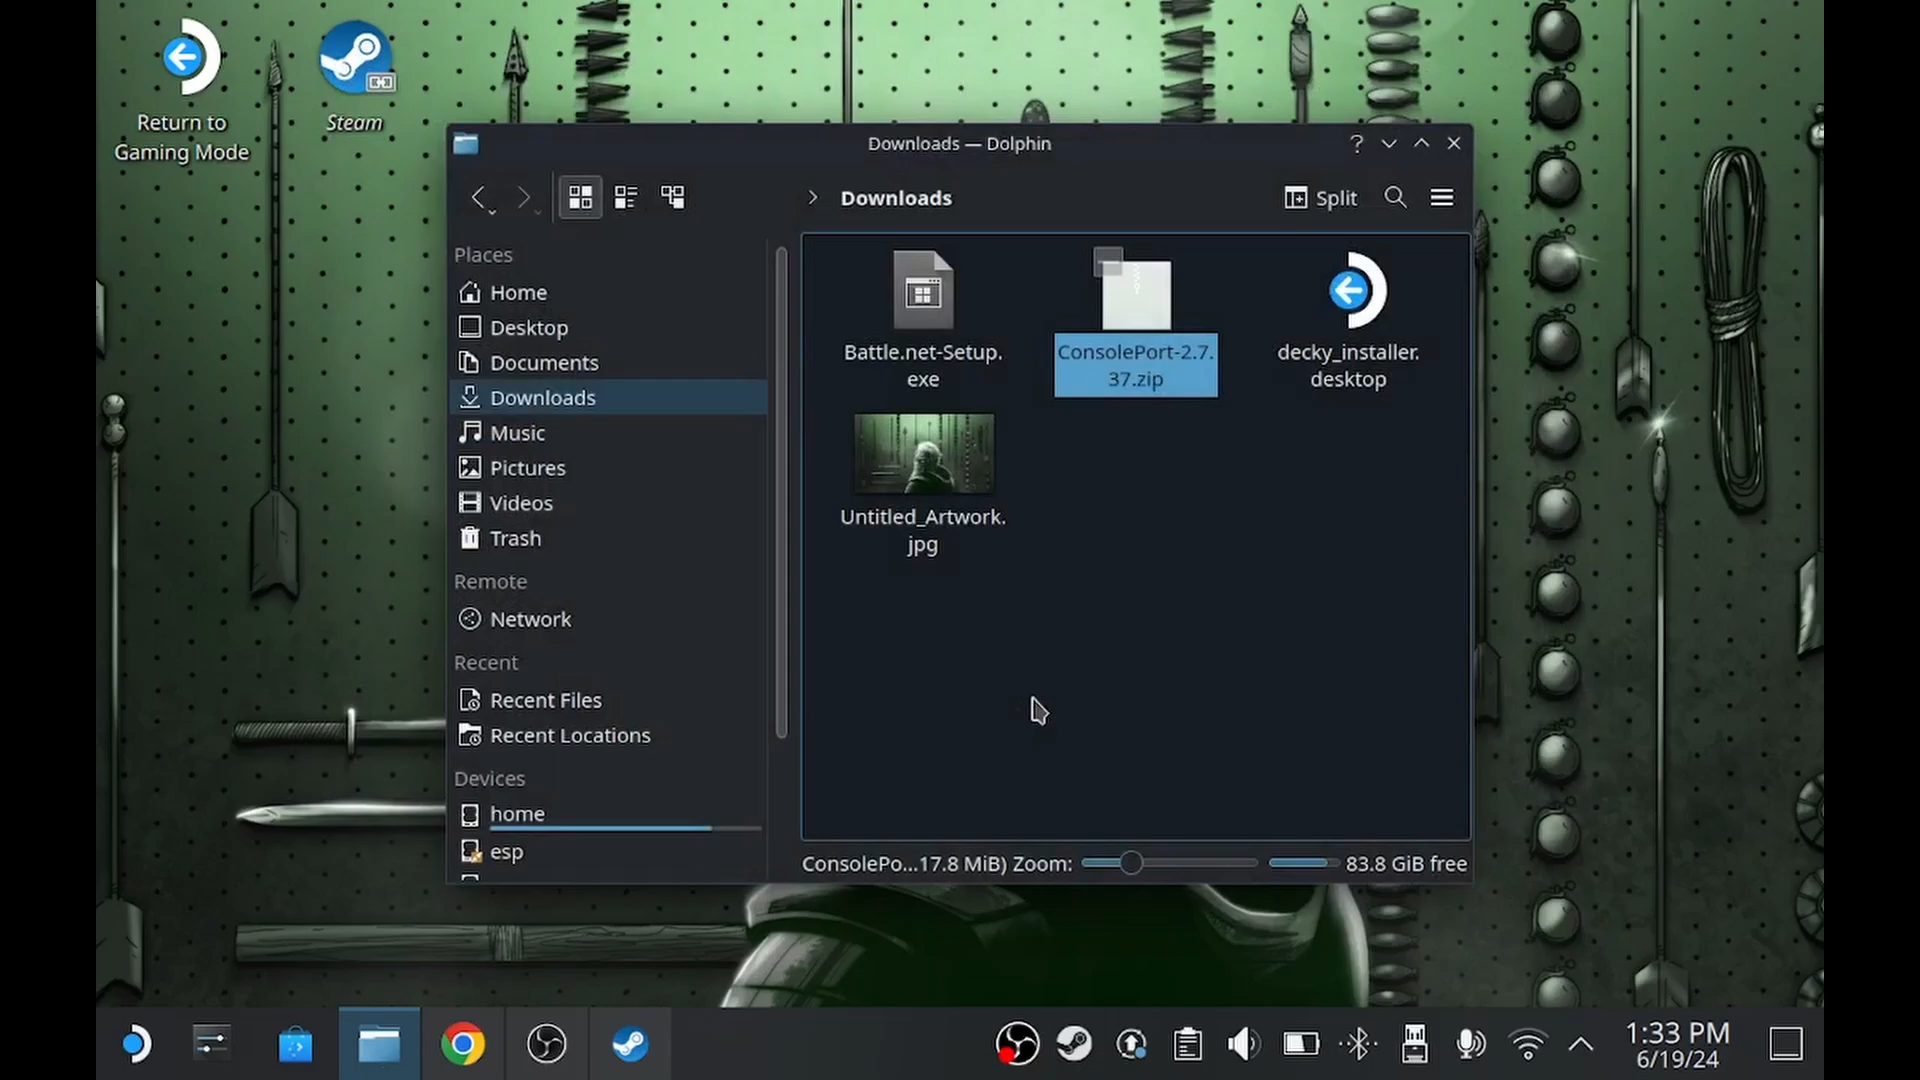 Return to
Gaming Mode
Steam
Downloads — Dolphin
Downloads
Split
Places
Home
Desktop
Documents
Downloads
Music
Pictures
Videos
Trash
Remote
Network
Recent
Recent Files
Recent Locations
Devices
home
esp
Battle.net-Setup.
exe
ConsolePort-2.7.
37.zip
decky_installer.
desktop
Untitled_Artwork.
jpg
ConsolePo...17.8 MiB) Zoom:
83.8 GiB free
1:33 PM
6/19/24